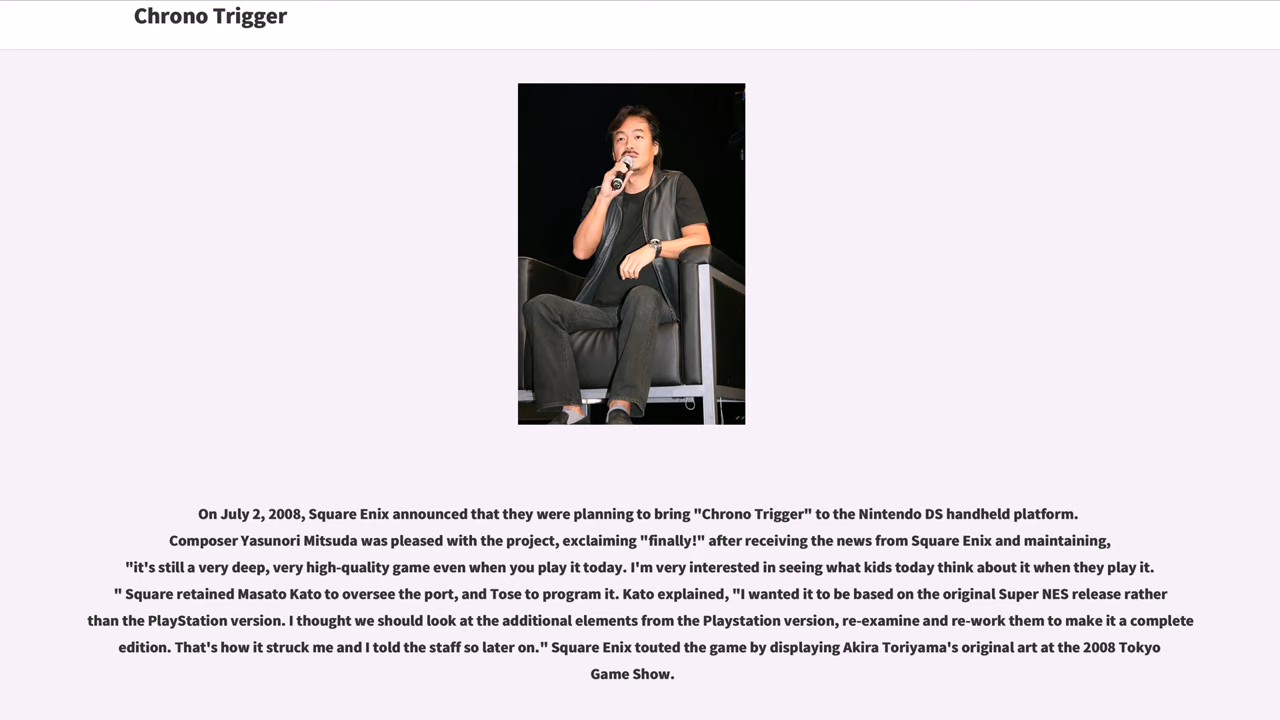 Chrono Trigger
On July 2, 2008, Square Enix announced that they were planning to bring "Chrono Trigger" to the Nintendo DS handheld platform.
Composer Yasunori Mitsuda was pleased with the project, exclaiming "finally!" after receiving the news from Square Enix and maintaining,
"it's still a very deep, very high-quality game even when you play it today. I'm very interested in seeing what kids today think about it when they play it.
" Square retained Masato Kato to oversee the port, and Tose to program it. Kato explained, "I wanted it to be based on the original Super NES release rather
than the PlayStation version. I thought we should look at the additional elements from the Playstation version, re-examine and re-work them to make it a complete
edition. That's how it struck me and I told the staff so later on." Square Enix touted the game by displaying Akira Toriyama's original art at the 2008 Tokyo
Game Show.